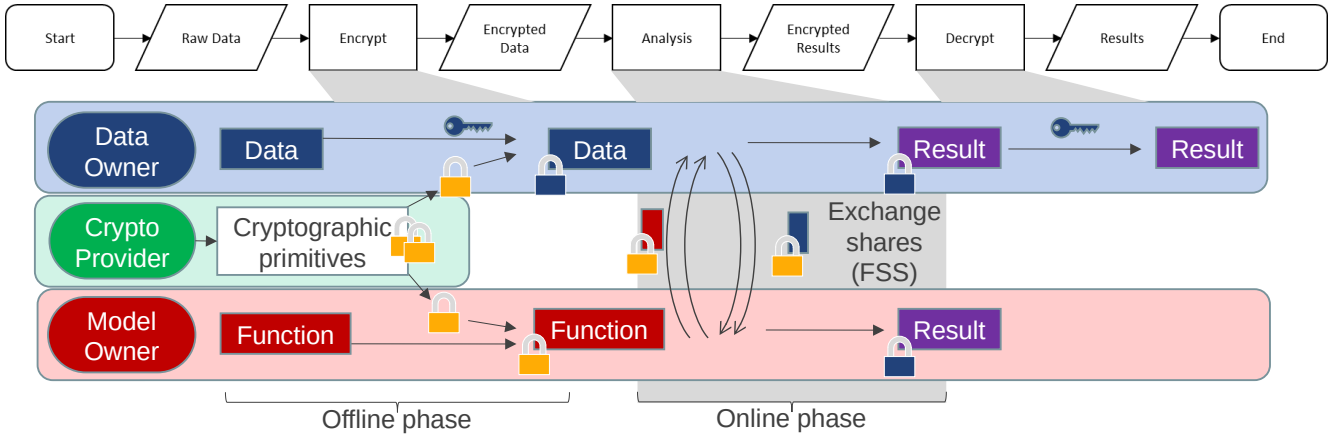 Start
Raw Data
Encrypt
Encrypted
Data
Analysis
Encrypted
Results
Decrypt
Results
End
Data
Owner
Data
Data
Result
Result
Crypto
Provider
Cryptographic
primitives
Exchange
shares
(FSS)
Model
Owner
Function
Function
Result
Offline phase
Online phase